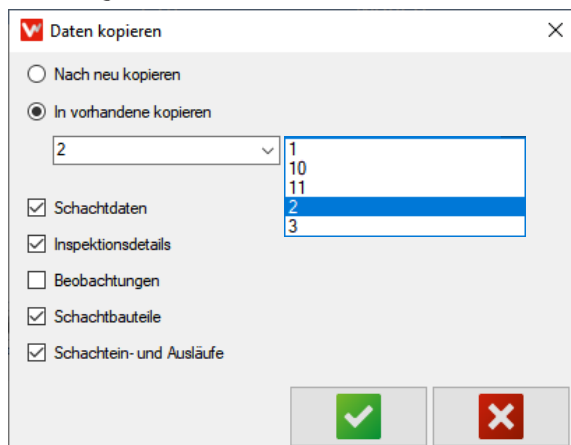 Daten kopieren
Nach neu kopieren
In vorhandene kopieren
2
1
10
11
2
3
Schachtdaten
Inspektionsdetails
Beobachtungen
Schachtbauteile
Schachtein- und Ausläufe